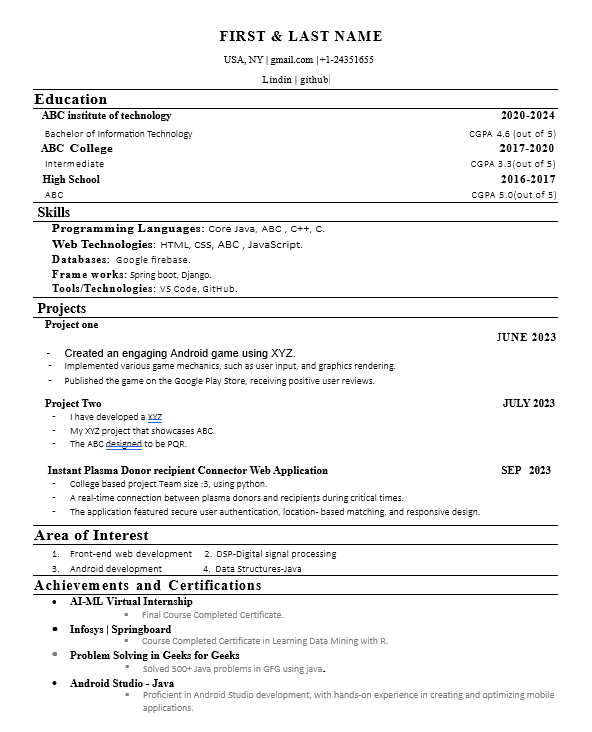 FIRST & LAST NAME
USA, NY | gmail.com |+1-24351655
Lindin | github
Education
ABC institute of technology 2020-2024
Bachelor of Information Technology CGPA 4.6 (out of 5)
ABC College 2017-2020
Intermediate CGPA 3.3(out of 5)
High School 2016-2017
ABC CGPA 5.0(out of 5)
Skills
Programming Languages: Core Java, ABC , C++, C.
Web Technologies: HTML, CSS, ABC , JavaScript.
Databases: Google firebase.
Frame works: Spring boot, Django.
Tools/Technologies: VS Code, GitHub.
Projects
Project one
JUNE 2023
- Created an engaging Android game using XYZ.
- Implemented various game mechanics, such as user input, and graphics rendering.
- Published the game on the Google Play Store, receiving positive user reviews.
Project Two JULY 2023
- I have developed a XYZ
- My XYZ project that showcases ABC.
- The ABC designed to be PQR.
Instant Plasma Donor recipient Connector Web Application SEP 2023
- College based project Team size :3, using python.
- A real-time connection between plasma donors and recipients during critical times.
- The application featured secure user authentication, location- based matching, and responsive design.
Area of Interest
1. Front-end web development 2. DSP-Digital signal processing
3. Android development 4. Data Structures-Java
Achievements and Certifications
• AI-ML Virtual Internship
▪ Final Course Completed Certificate.
• Infosys | Springboard
▪ Course Completed Certificate in Learning Data Mining with R.
• Problem Solving in Geeks for Geeks
▪ Solved 500+ Java problems in GFG using java.
• Android Studio - Java
▪ Proficient in Android Studio development, with hands-on experience in creating and optimizing mobile
applications.